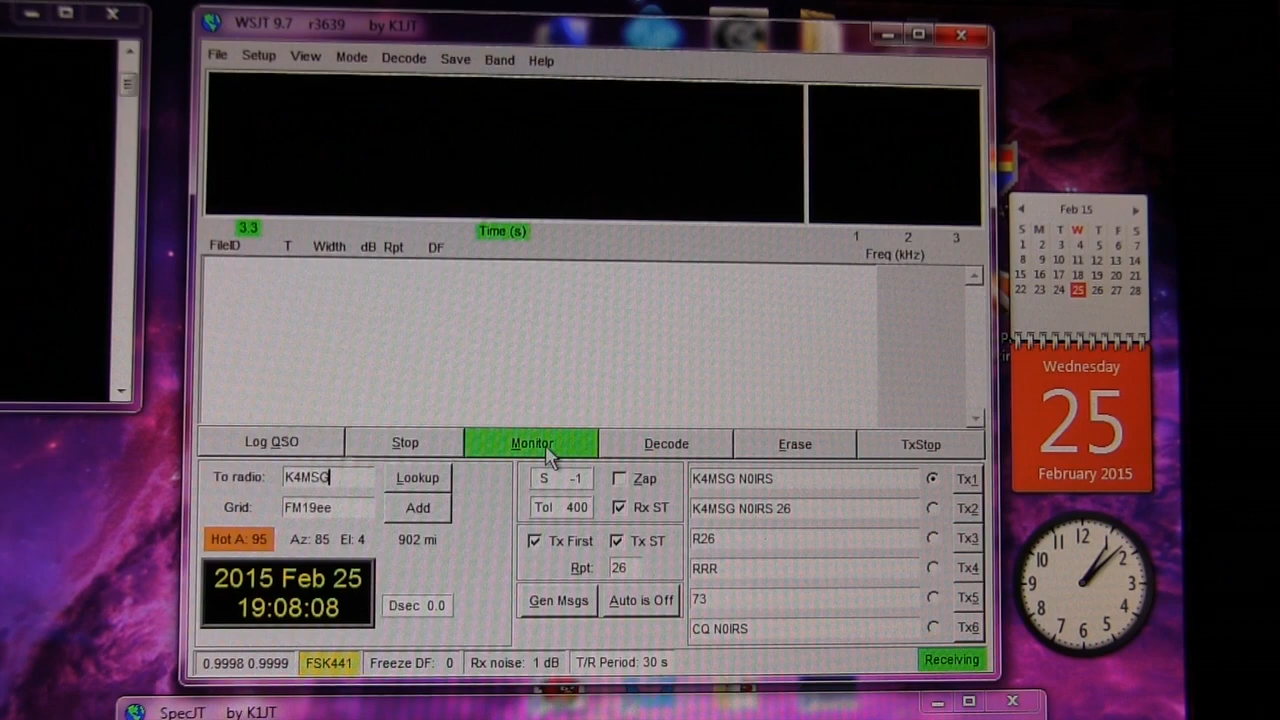 WSJT 9.7 r3639 by K1JT
File Setup View Mode Decode Save Band Help
3.3 Time (s) 1 2 3
FileID T Width dB Rpt DF Freq (kHz)
Log QSO Stop Monitor Decode Erase TxStop
To radio: K4MSG Lookup
Grid: FM19ee Add
Hot A: 95 Az: 85 El: 4 902 mi
2015 Feb 25
19:08:08
Dsec 0.0
S -1 Zap
Tol 400 Rx ST
Tx First Tx ST
Rpt: 26
Gen Msgs Auto is Off
K4MSG N0IRS Tx1
K4MSG N0IRS 26 Tx2
R26 Tx3
RRR Tx4
73 Tx5
CQ N0IRS Tx6
0.9998 0.9999 FSK441 Freeze DF: 0 Rx noise: 1 dB T/R Period: 30 s Receiving
SpecJT by K1JT
Feb 15
S M T W T F S
1 2 3 4 5 6 7
8 9 10 11 12 13 14
15 16 17 18 19 20 21
22 23 24 25 26 27 28
Wednesday
25
February 2015
12 1 2 3 4 5 6 7 8 9 10 11